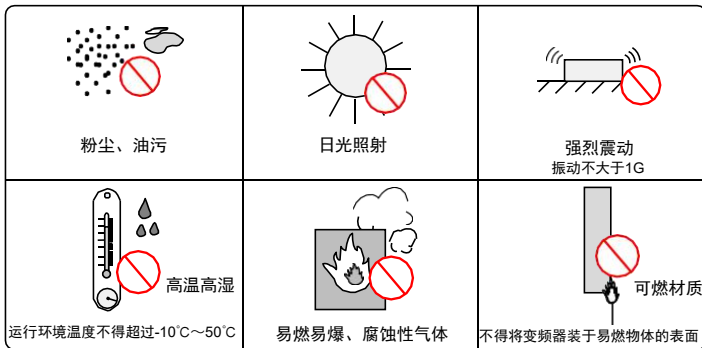 粉尘、油污
日光照射
强烈震动
振动不大于1G
高温高湿
运行环境温度不得超过-10℃～50℃
易燃易爆、腐蚀性气体
可燃材质
不得将变频器装于易燃物体的表面